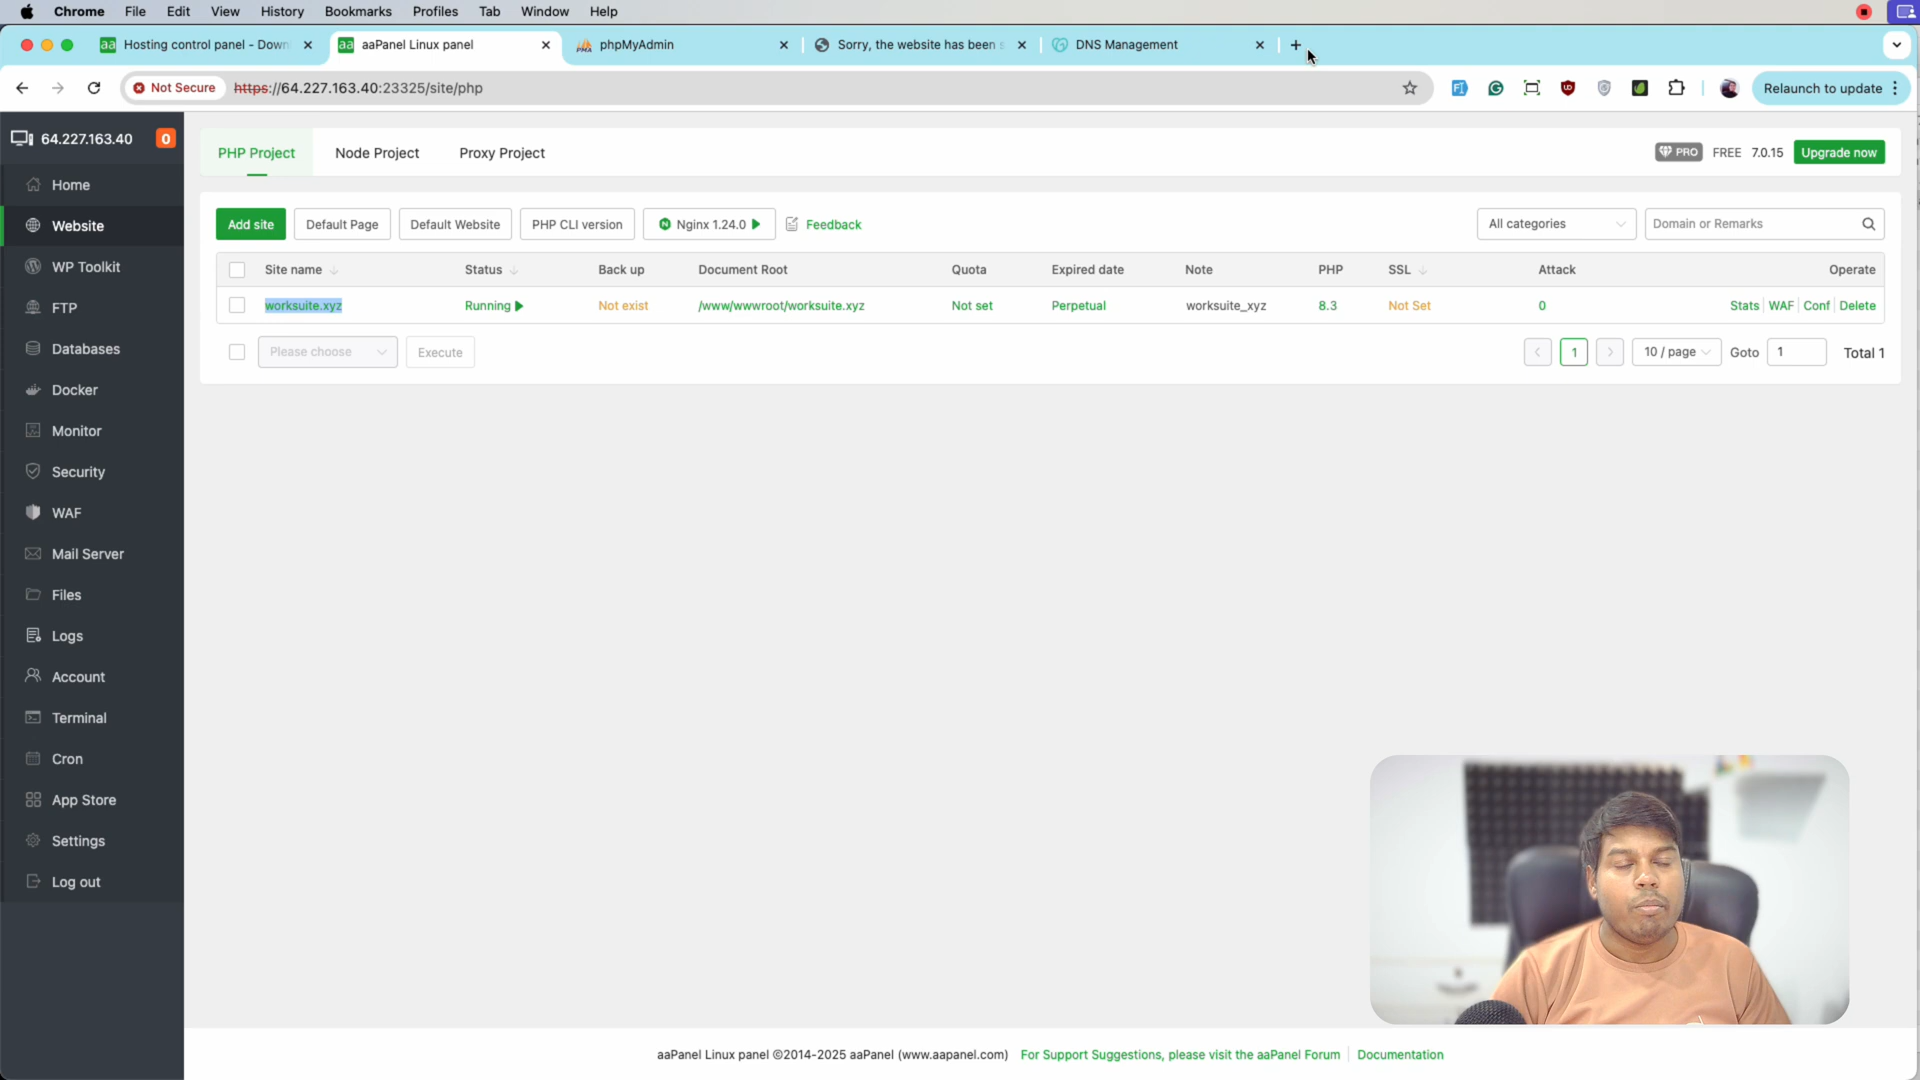 Chrome File Edit View History Bookmarks Profiles Tab Window Help
aa Hosting control panel - Down
aa aaPanel Linux panel
phpMyAdmin
Sorry, the website has been s
DNS Management
Not Secure https://64.227.163.40:23325/site/php
Relaunch to update
64.227.163.40 0
Home
Website
WP Toolkit
FTP
Databases
Docker
Monitor
Security
WAF
Mail Server
Files
Logs
Account
Terminal
Cron
App Store
Settings
Log out
PHP Project Node Project Proxy Project
PRO FREE 7.0.15 Upgrade now
Add site Default Page Default Website PHP CLI version Nginx 1.24.0 Feedback
All categories Domain or Remarks
Site name Status Back up Document Root Quota Expired date Note PHP SSL Attack Operate
worksuite.xyz Running Not exist /www/wwwroot/worksuite.xyz Not set Perpetual worksuite_xyz 8.3 Not Set 0 Stats WAF Conf Delete
Please choose Execute
1 10 / page Goto 1 Total 1
aaPanel Linux panel ©2014-2025 aaPanel (www.aapanel.com) For Support Suggestions, please visit the aaPanel Forum Documentation